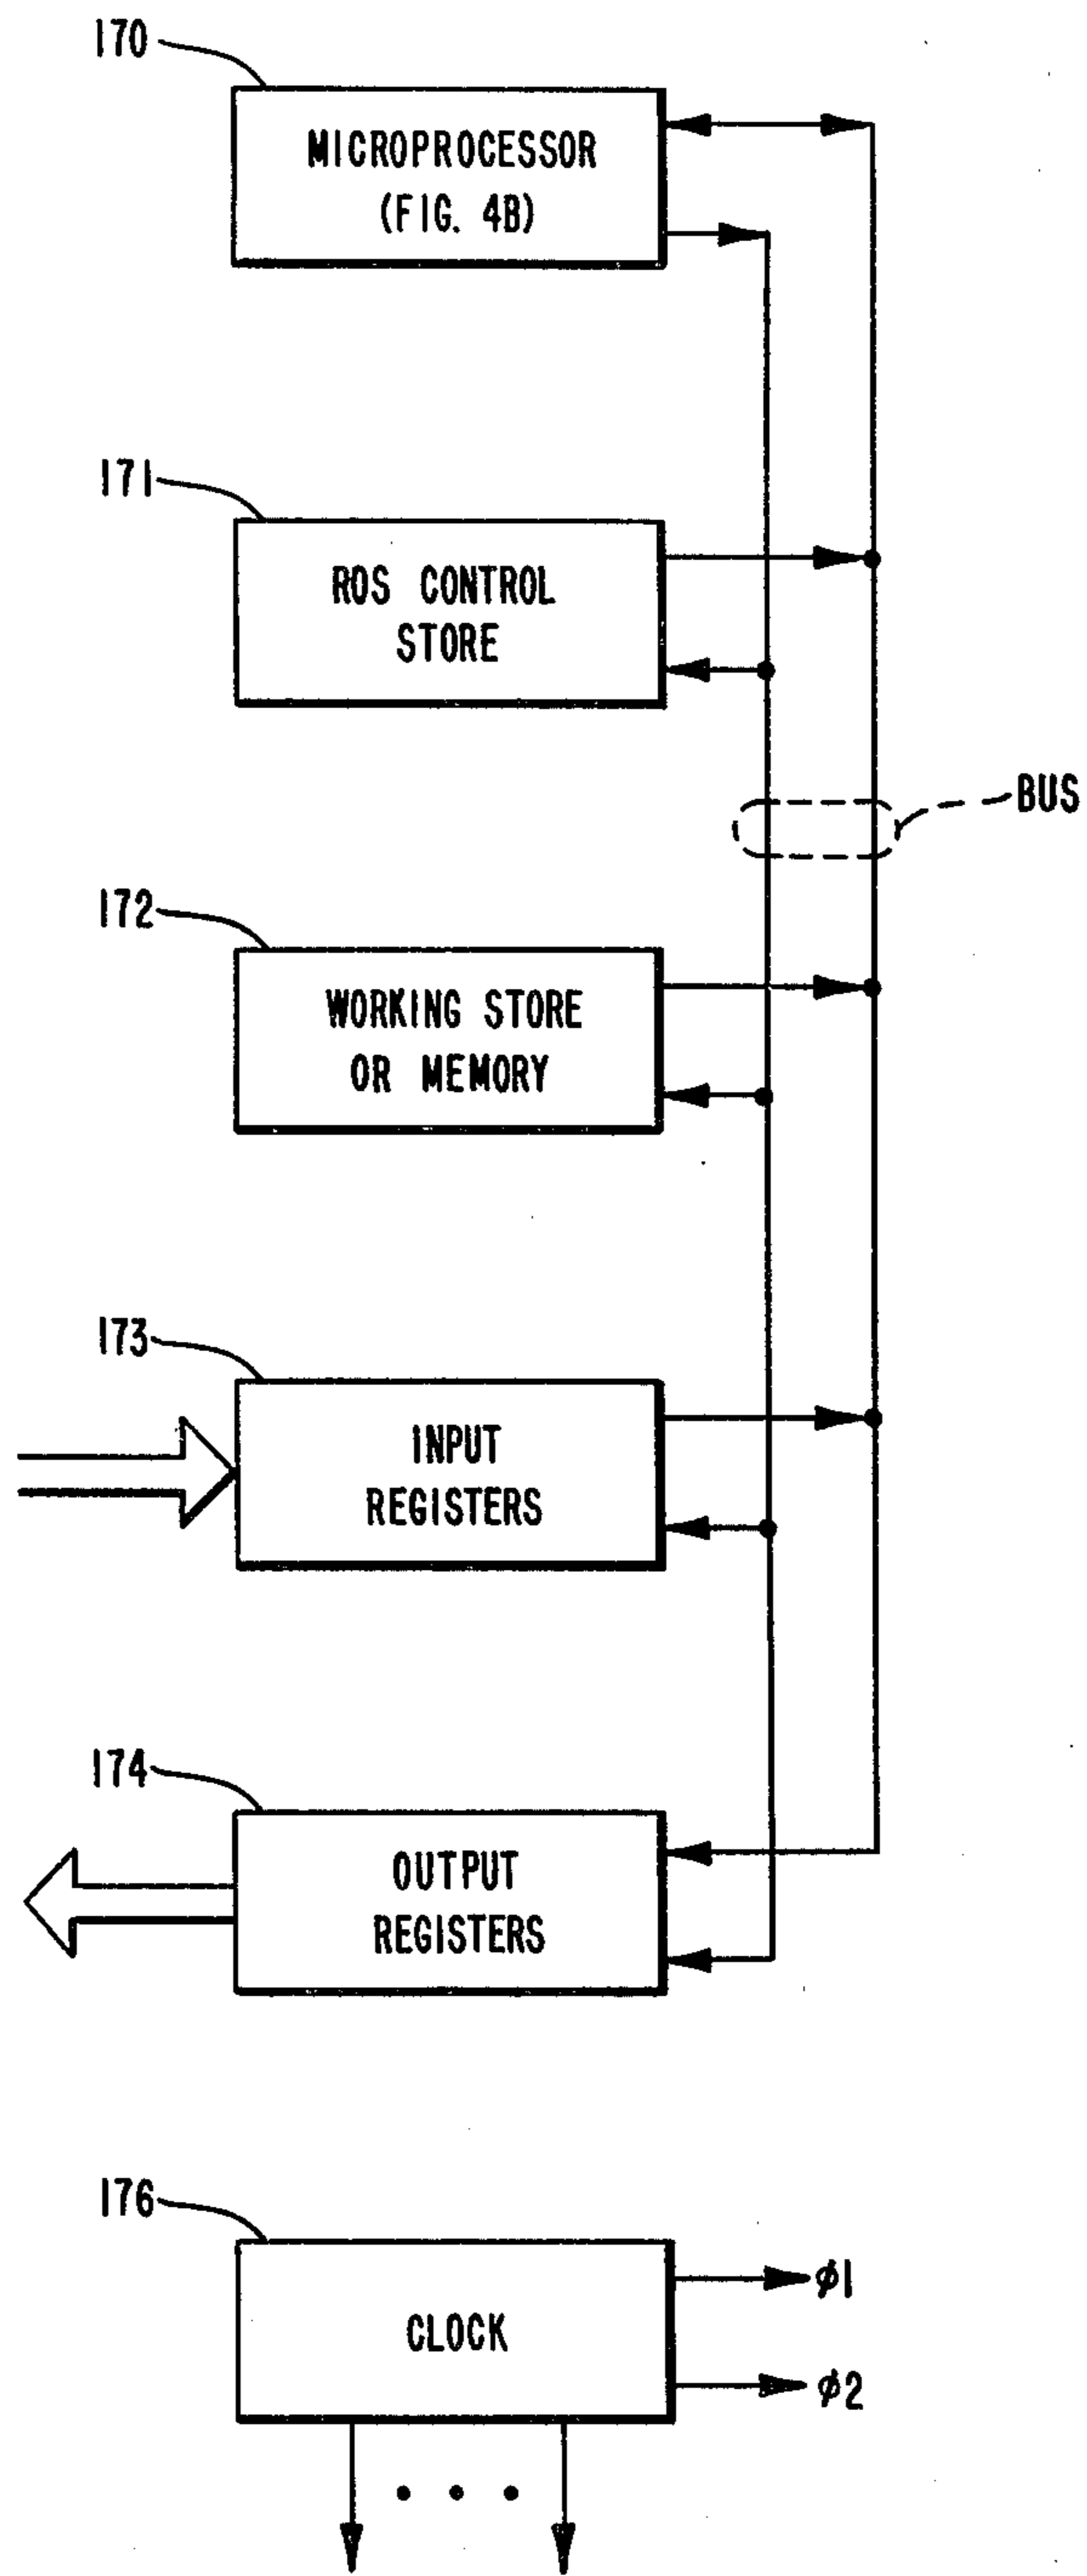 170
MICROPROCESSOR
(FIG. 4B)
171
ROS CONTROL
STORE
BUS
172
WORKING STORE
OR MEMORY
173
INPUT
REGISTERS
174
OUTPUT
REGISTERS
176
CLOCK
ϕ1
ϕ2